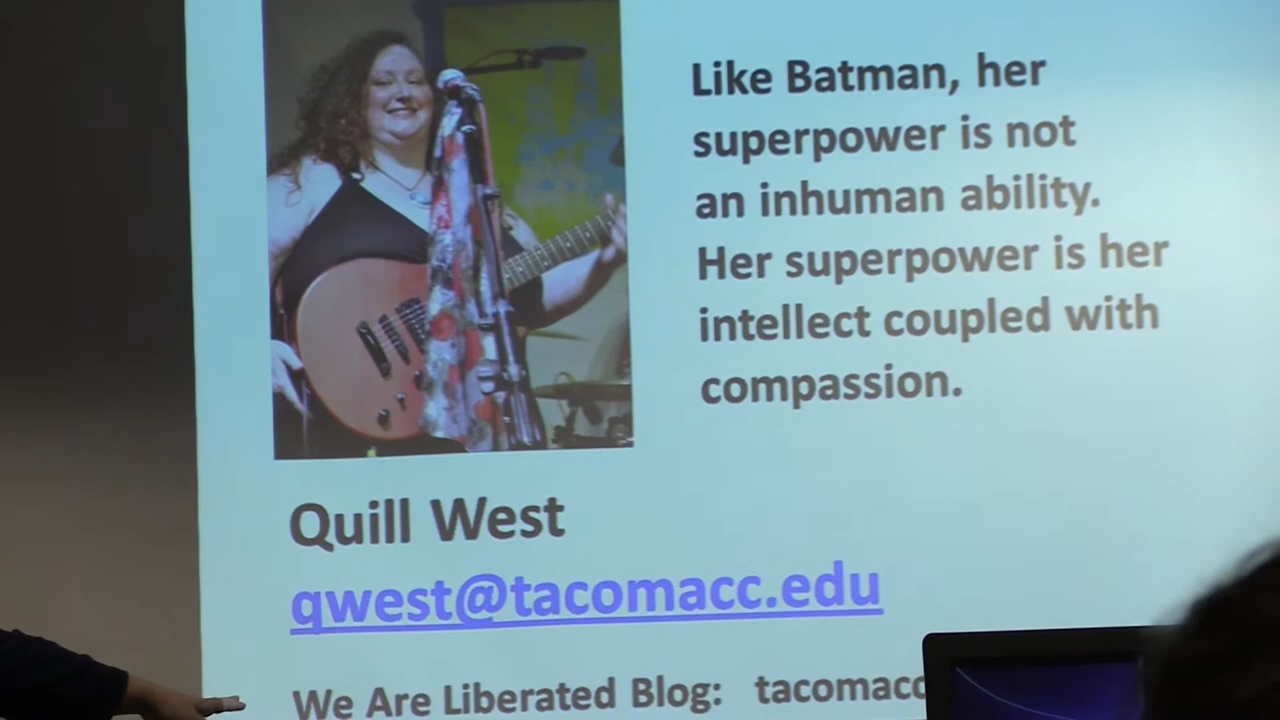 Like Batman, her
superpower is not
an inhuman ability.
Her superpower is her
intellect coupled with
compassion.
Quill West
qwest@tacomacc.edu
We Are Liberated Blog: tacomacc